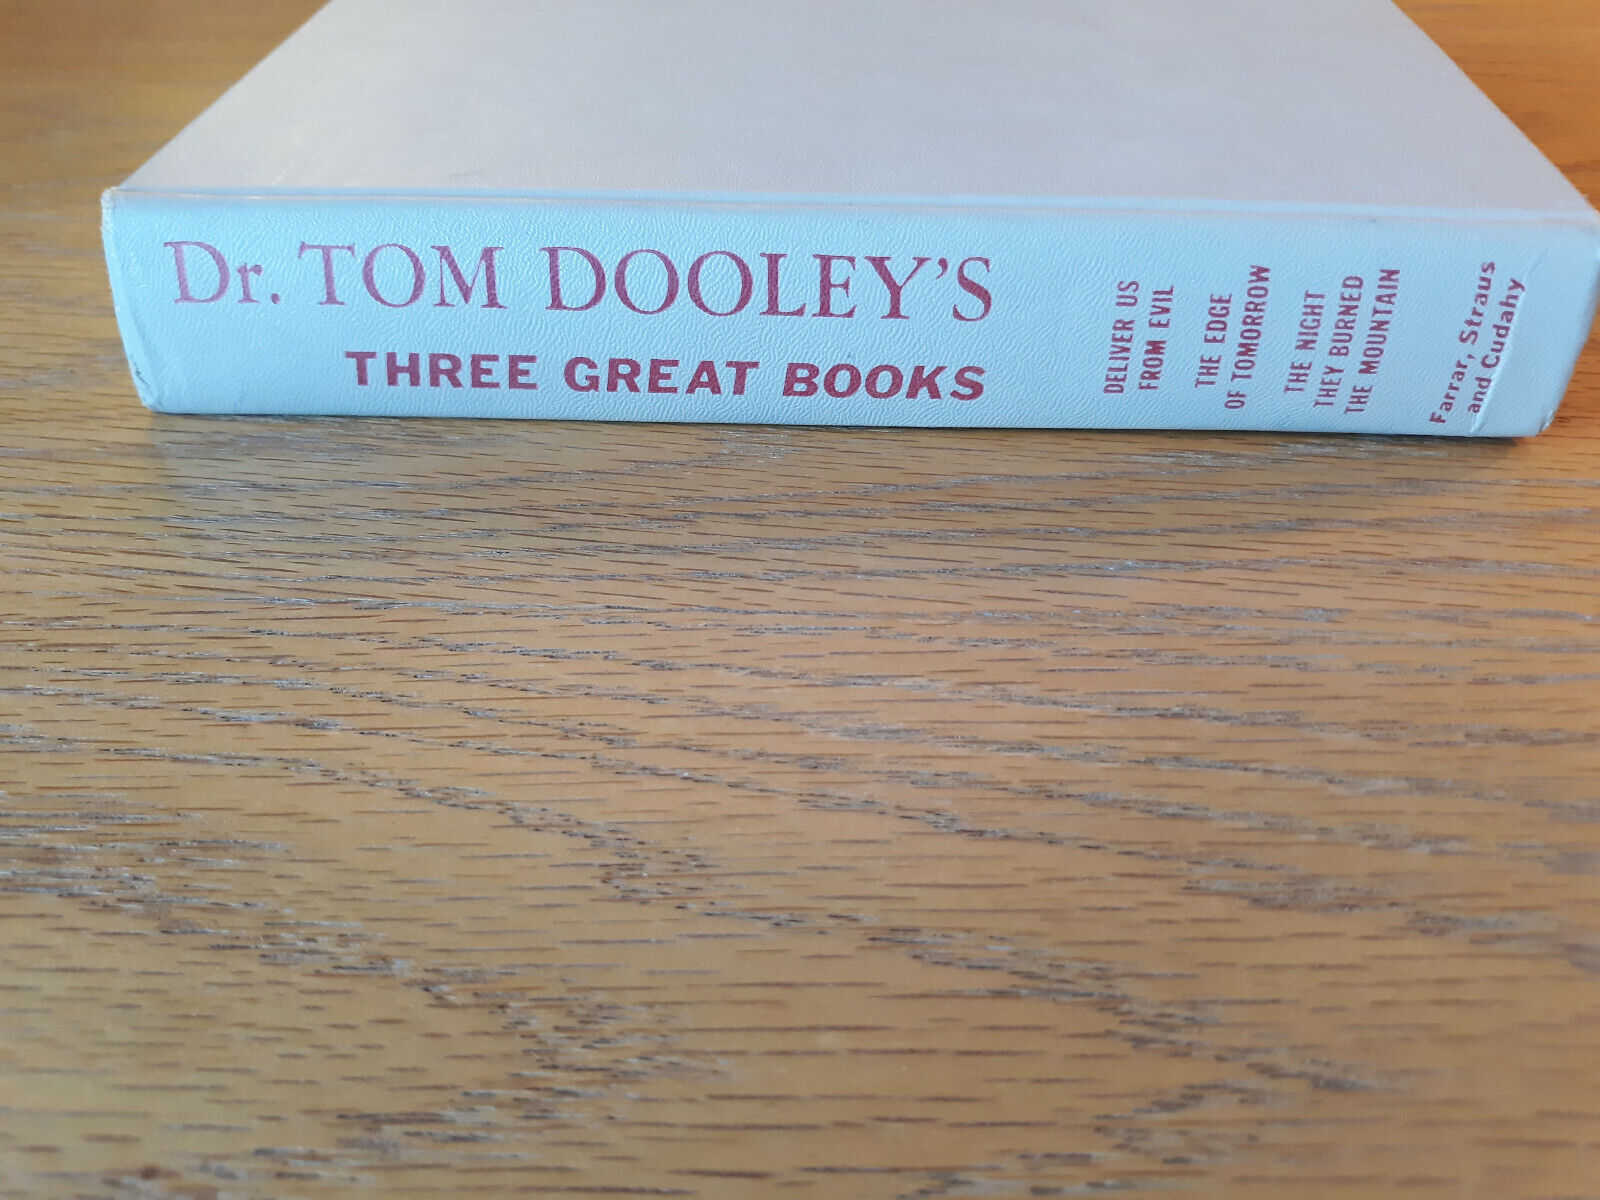 Dr. TOM DOOLEY'S
THREE GREAT BOOKS
DELIVER US
FROM EVIL
THE EDGE
OF TOMORROW
THE NIGHT
THEY BURNED
THE MOUNTAIN
Farrar, Straus
and Cudahy